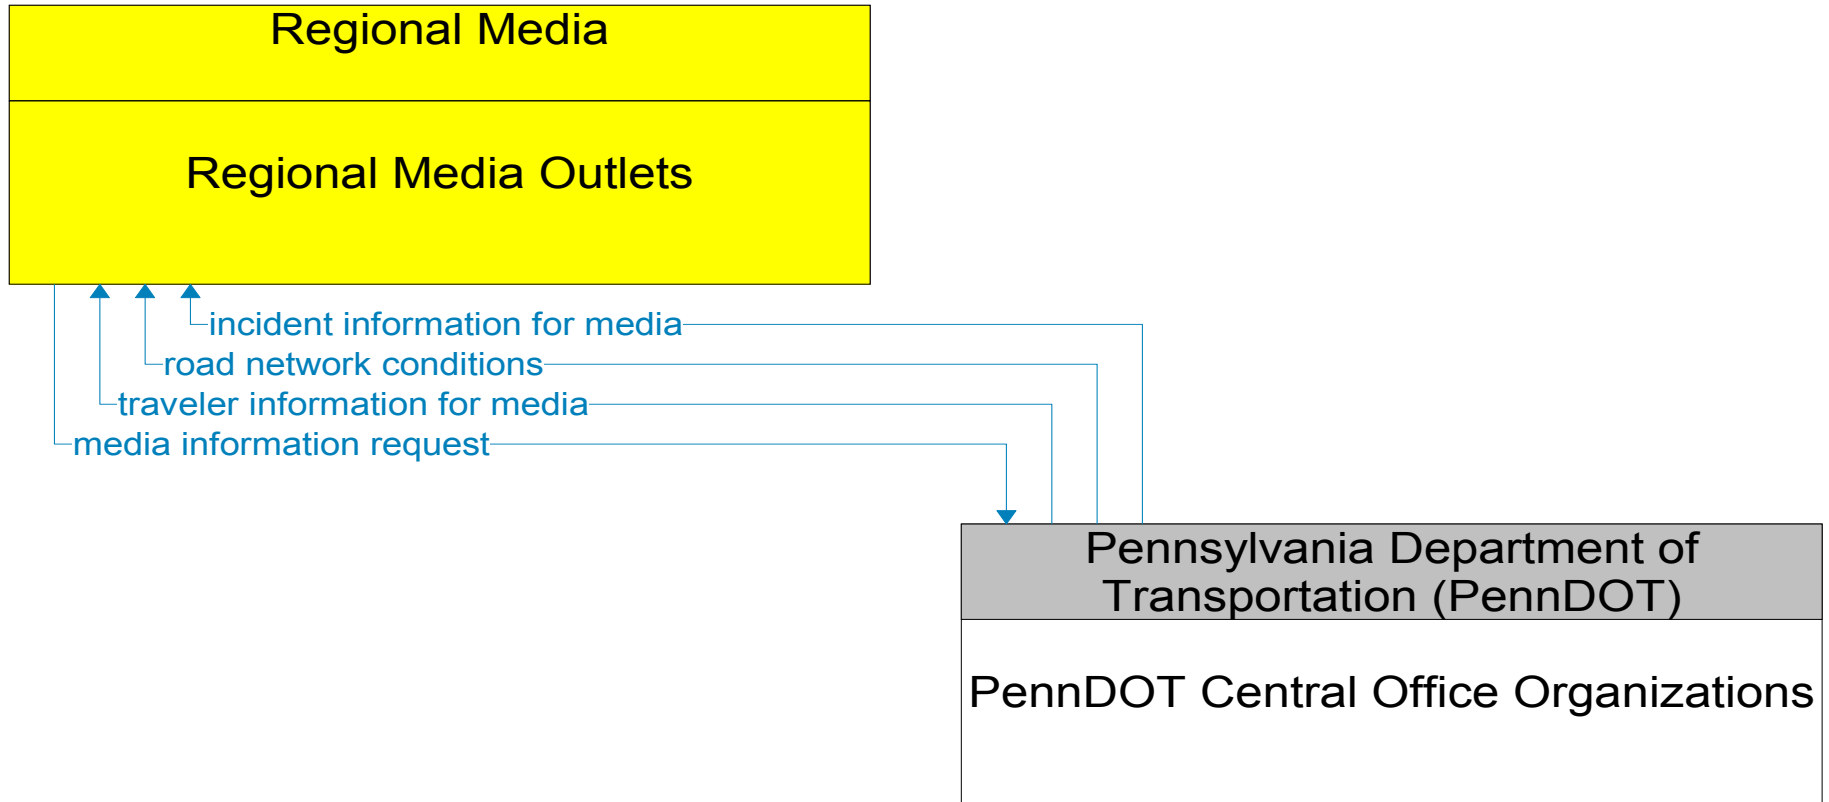 Regional Media
Regional Media Outlets
incident information for media
road network conditions
traveler information for media
media information request
Pennsylvania Department of
Transportation (PennDOT)
PennDOT Central Office Organizations